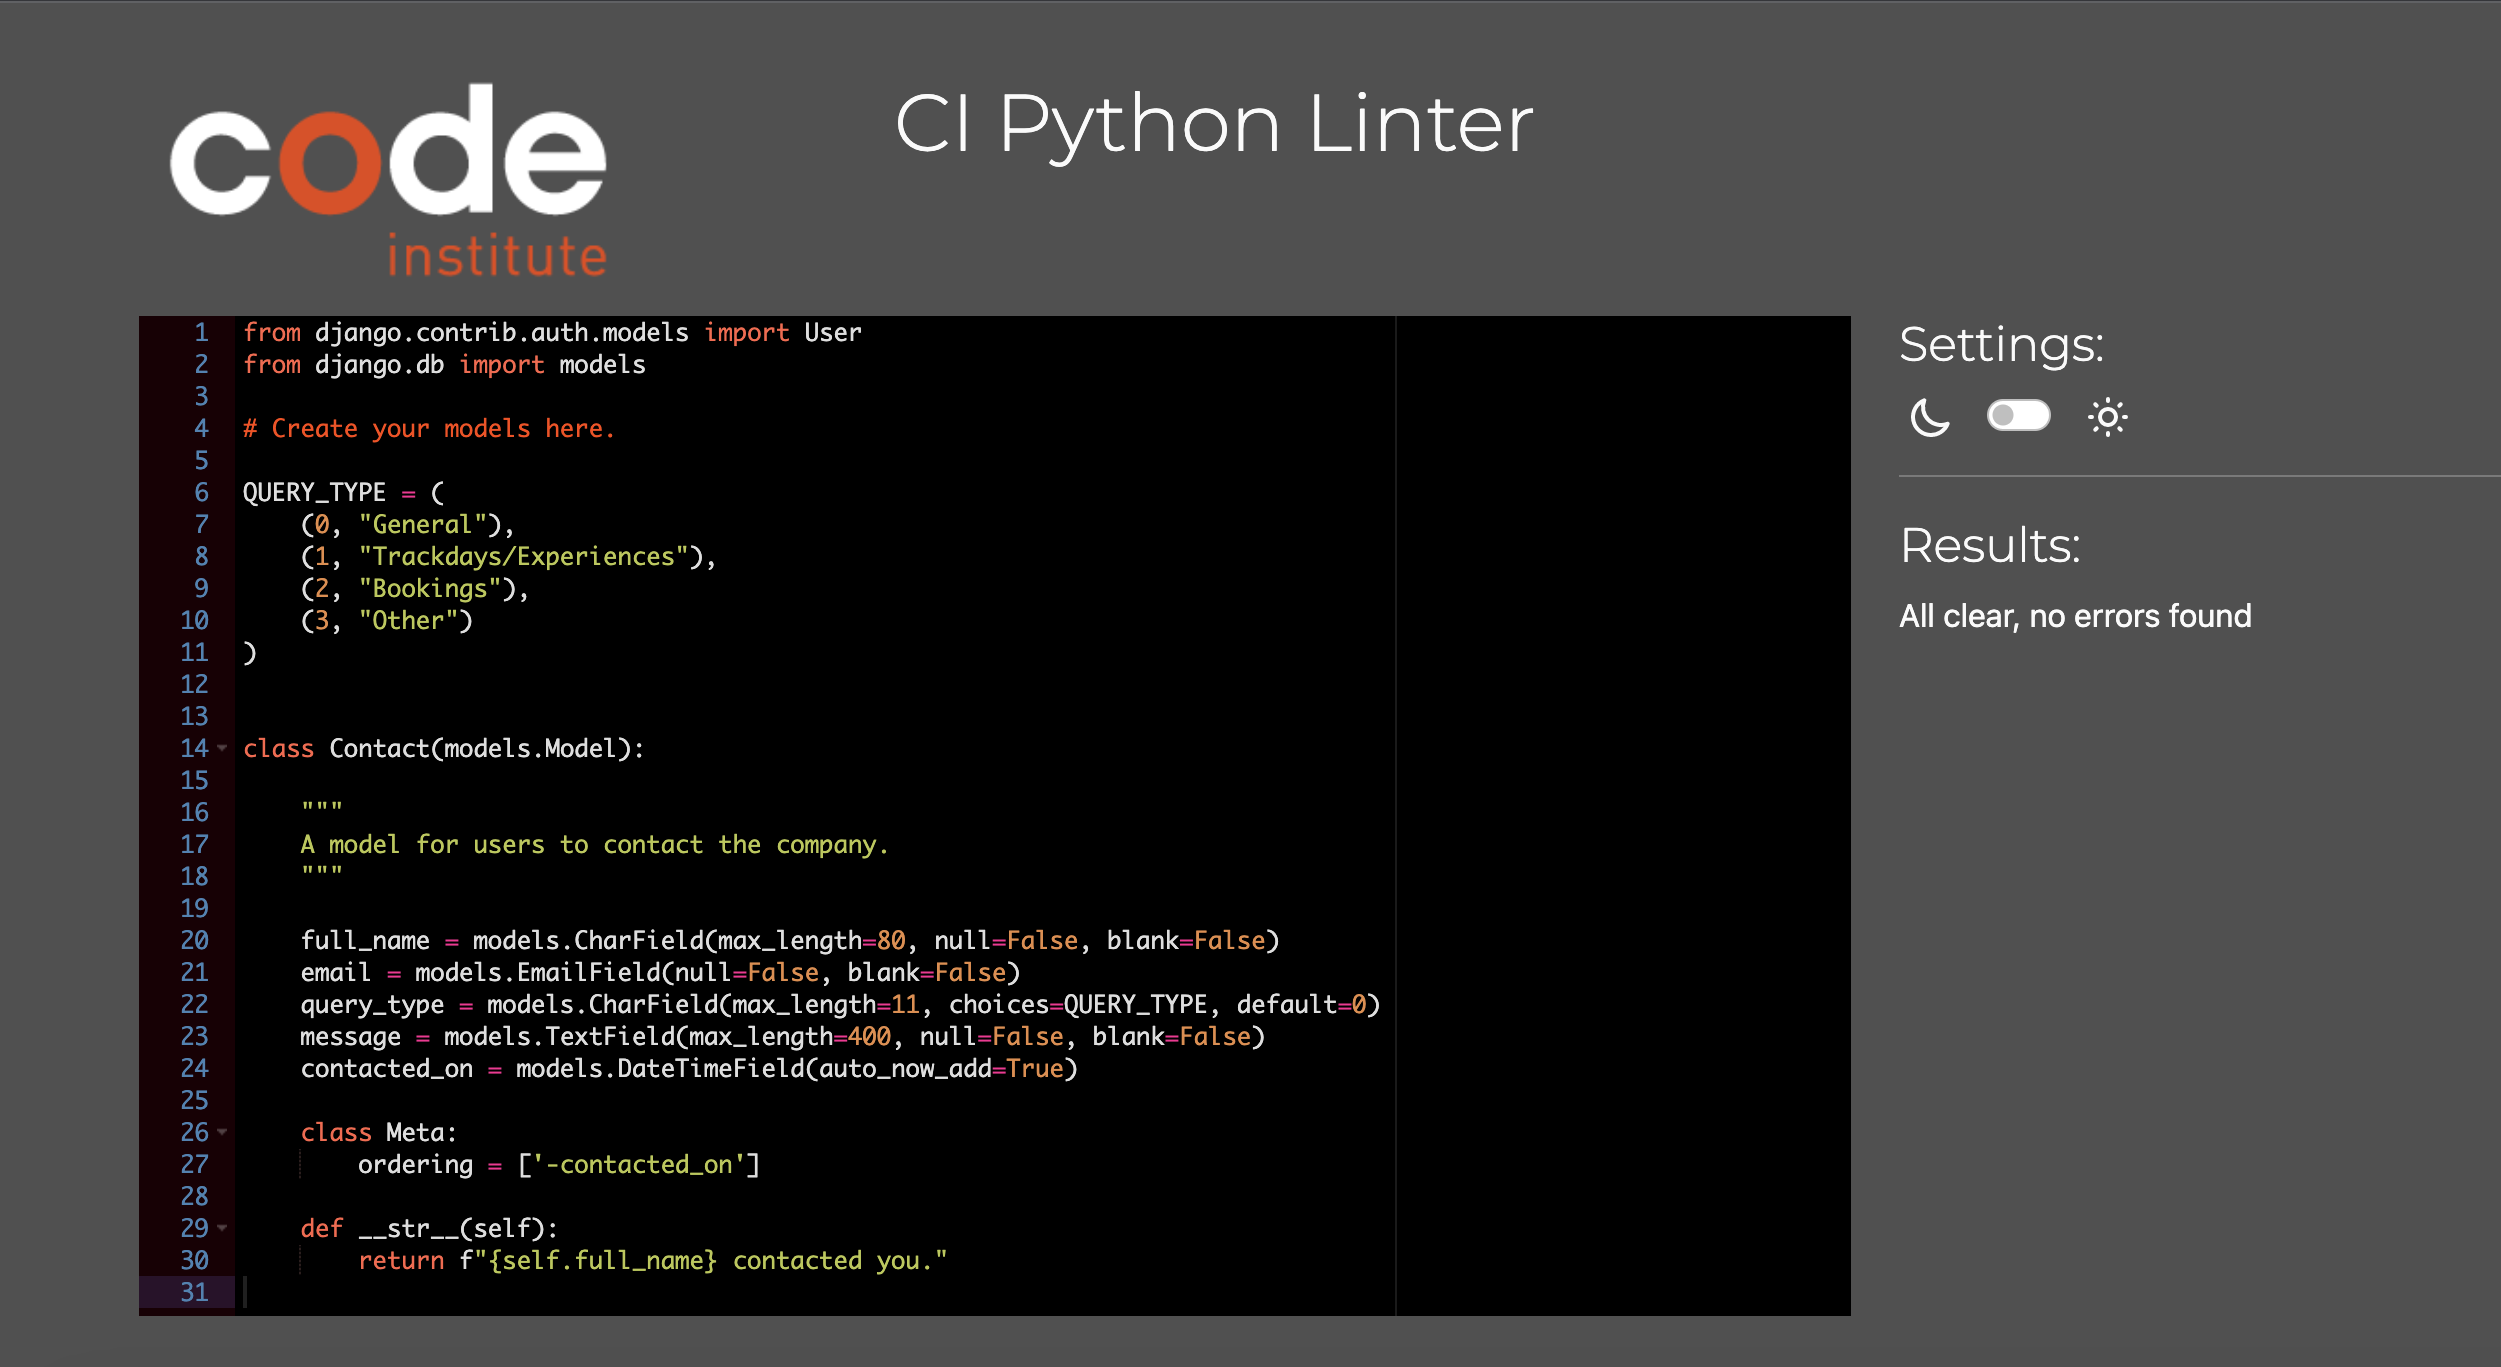 code
institute
CI Python Linter
1 from django.contrib.auth.models import User
2 from django.db import models
3
4 # Create your models here.
5
6 QUERY_TYPE = (
7     (0, "General"),
8     (1, "Trackdays/Experiences"),
9     (2, "Bookings"),
10     (3, "Other")
11 )
12
13
14 class Contact(models.Model):
15
16     """
17     A model for users to contact the company.
18     """
19
20     full_name = models.CharField(max_length=80, null=False, blank=False)
21     email = models.EmailField(null=False, blank=False)
22     query_type = models.CharField(max_length=11, choices=QUERY_TYPE, default=0)
23     message = models.TextField(max_length=400, null=False, blank=False)
24     contacted_on = models.DateTimeField(auto_now_add=True)
25
26     class Meta:
27         ordering = ['-contacted_on']
28
29     def __str__(self):
30         return f"{self.full_name} contacted you."
31
Settings:
Results:
All clear, no errors found